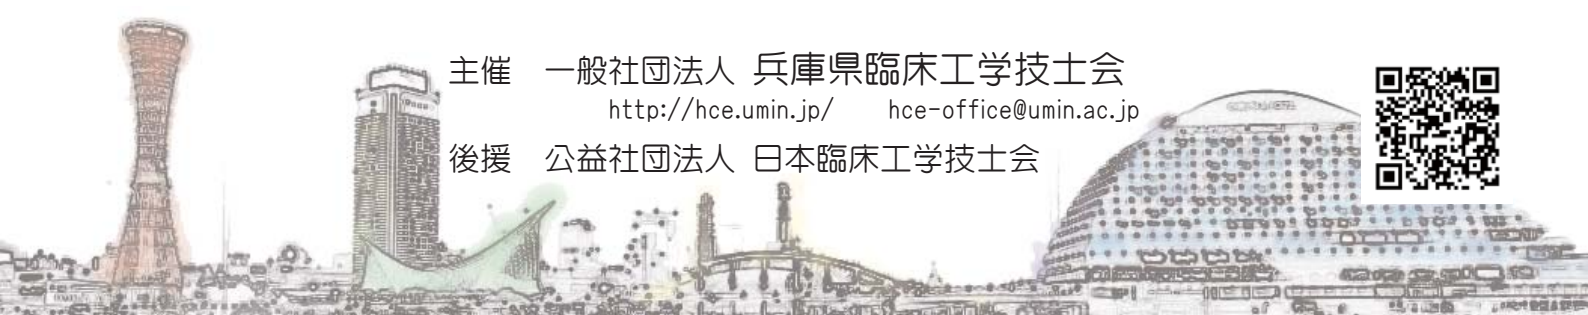 主催　一般社団法人 兵庫県臨床工学技士会
http://hce.umin.jp/　hce-office@umin.ac.jp
後援　公益社団法人 日本臨床工学技士会